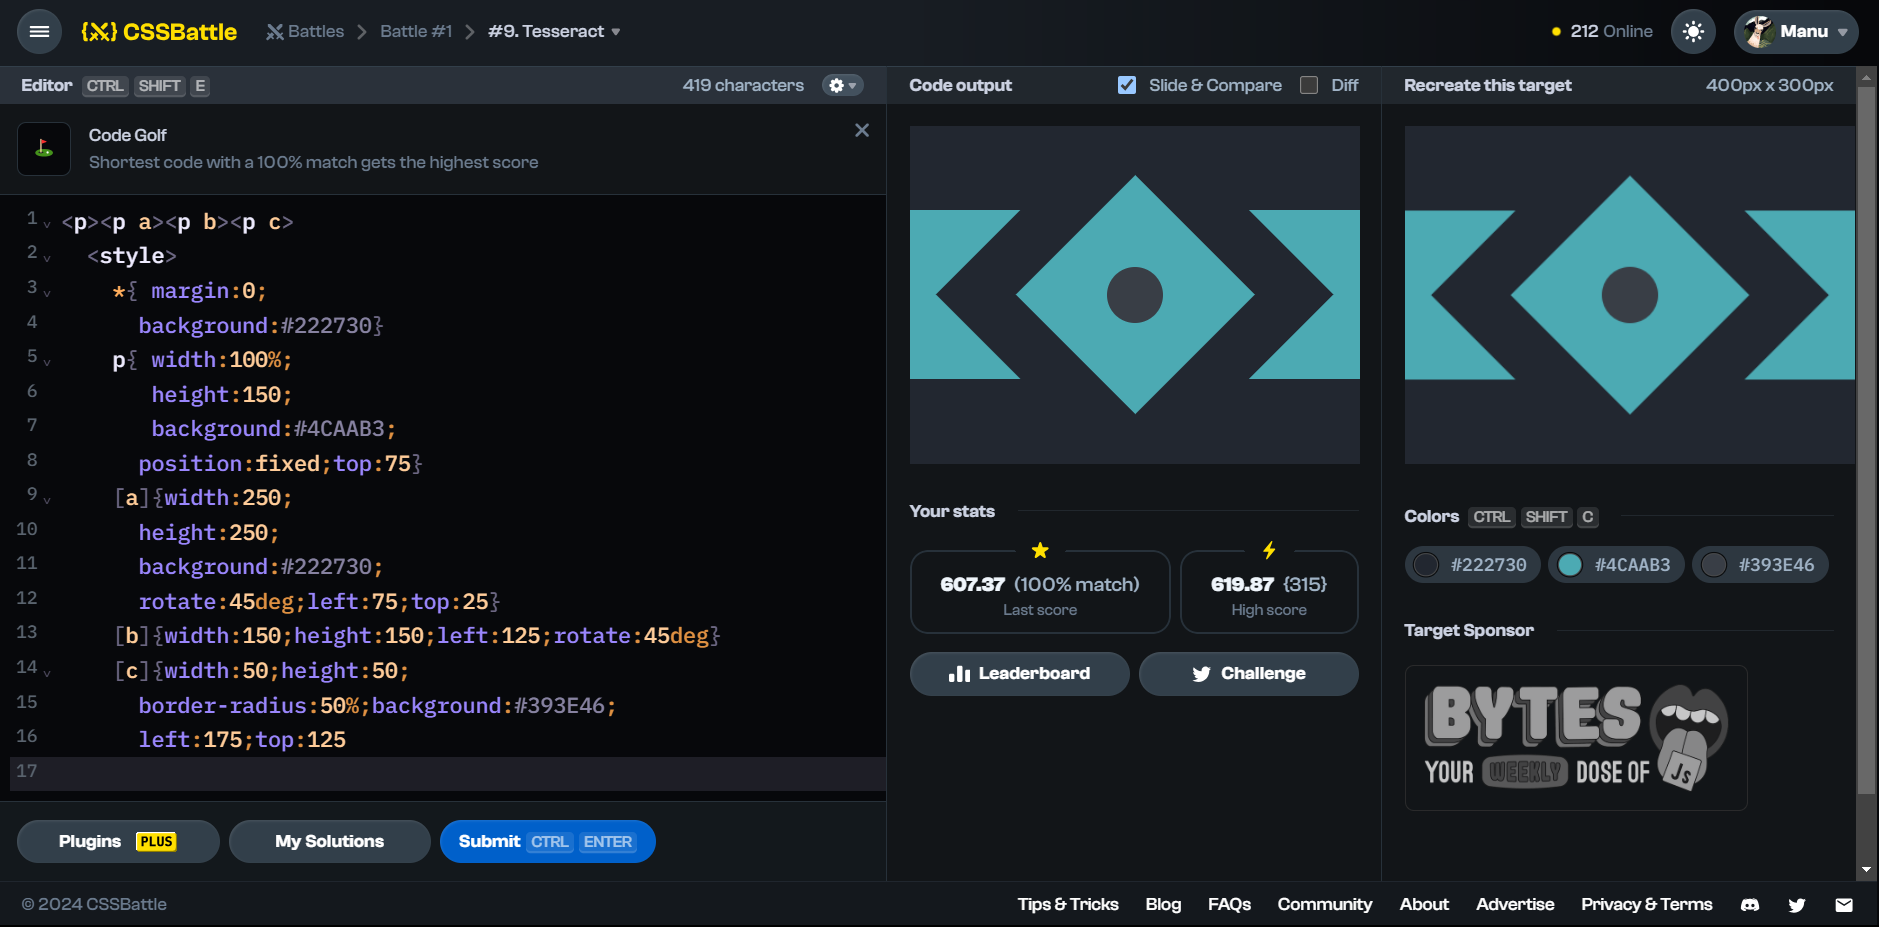 {X} CSSBattle
Battles
Battle #1
#9. Tesseract
212 Online
Manu
Editor CTRL SHIFT E
419 characters
Code output
Slide & Compare
Diff
Recreate this target
400px x 300px
Code Golf
Shortest code with a 100% match gets the highest score
1 <p><p a><p b><p c>
2 <style>
3 *{ margin:0;
4 background:#222730}
5 p{ width:100%;
6 height:150;
7 background:#4CAAB3;
8 position:fixed;top:75}
9 [a]{width:250;
10 height:250;
11 background:#222730;
12 rotate:45deg;left:75;top:25}
13 [b]{width:150;height:150;left:125;rotate:45deg}
14 [c]{width:50;height:50;
15 border-radius:50%;background:#393E46;
16 left:175;top:125
17
Plugins PLUS
My Solutions
Submit CTRL ENTER
Your stats
607.37 (100% match)
Last score
619.87 {315}
High score
Leaderboard
Challenge
Colors CTRL SHIFT C
#222730
#4CAAB3
#393E46
Target Sponsor
BYTES
YOUR WEEKLY DOSE OF JS
© 2024 CSSBattle
Tips & Tricks
Blog
FAQs
Community
About
Advertise
Privacy & Terms